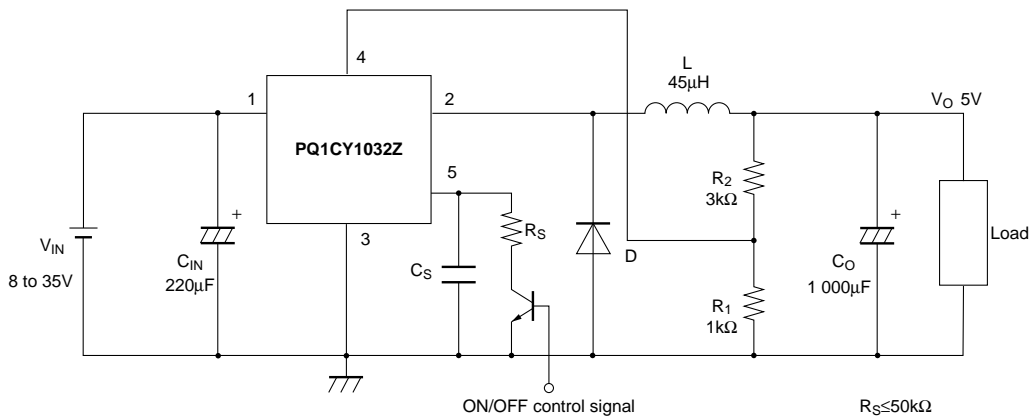 4
L
45μH
1
2
VO 5V
PQ1CY1032Z
5
R2
3kΩ
RS
3
Load
VIN
CIN
CS
D
CO
8 to 35V
220μF
1 000μF
R1
1kΩ
ON/OFF control signal
RS≤50kΩ
+
+